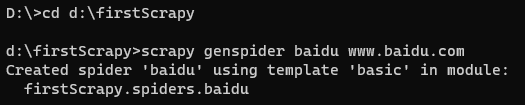 D:\>cd d:\firstScrapy
d:\firstScrapy>scrapy genspider baidu www.baidu.com
Created spider 'baidu' using template 'basic' in module:
  firstScrapy.spiders.baidu